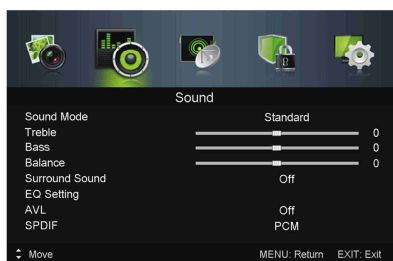 Sound
Sound Mode Standard
Treble 0
Bass 0
Balance 0
Surround Sound Off
EQ Setting
AVL Off
SPDIF PCM
Move MENU: Return EXIT: Exit